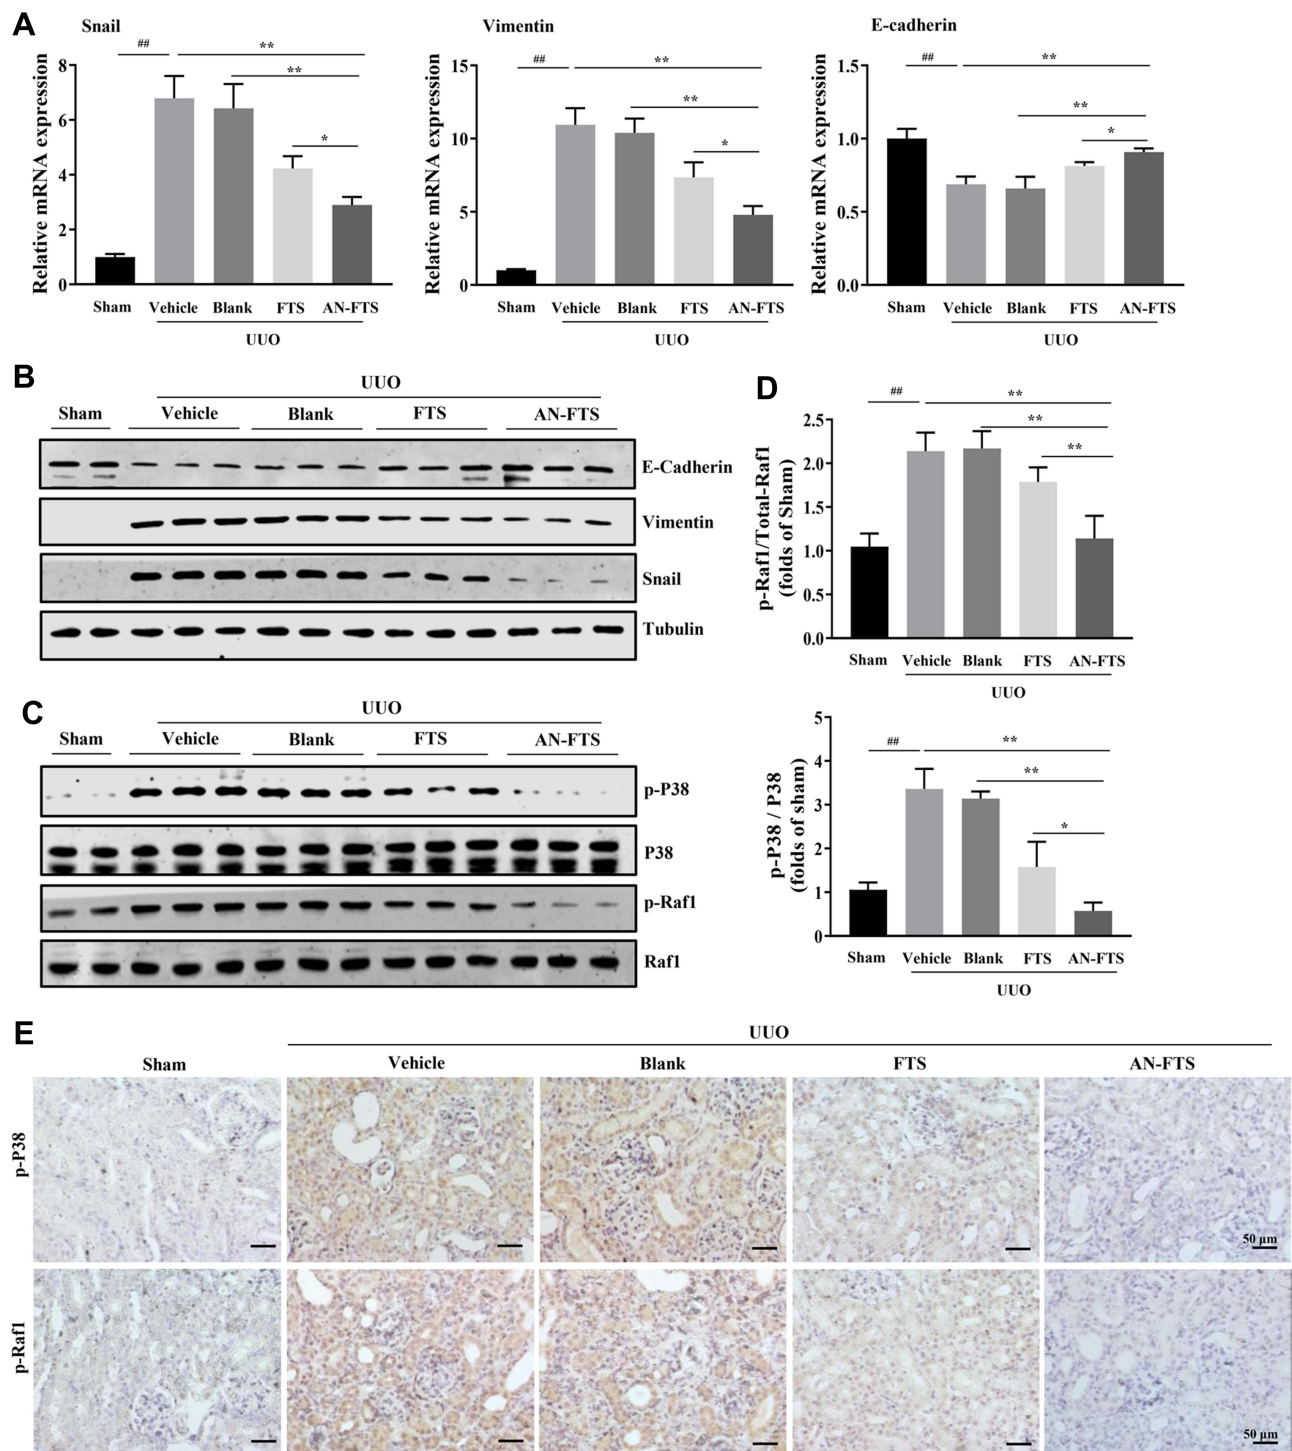 A
Snail
Relative mRNA expression
8
6
4
2
0
##
**
**
*
Sham Vehicle Blank FTS AN-FTS
UUO
Vimentin
Relative mRNA expression
15
10
5
0
##
**
**
*
Sham Vehicle Blank FTS AN-FTS
UUO
E-cadherin
Relative mRNA expression
1.5
1.0
0.5
0.0
##
**
**
*
Sham Vehicle Blank FTS AN-FTS
UUO
B
UUO
Sham Vehicle Blank FTS AN-FTS
E-Cadherin
Vimentin
Snail
Tubulin
C
UUO
Sham Vehicle Blank FTS AN-FTS
p-P38
P38
p-Raf1
Raf1
D
p-Raf1/Total-Raf1
(folds of Sham)
2.5
2.0
1.5
1.0
0.5
0.0
##
**
**
**
Sham Vehicle Blank FTS AN-FTS
UUO
p-P38 / P38
(folds of sham)
5
4
3
2
1
0
##
**
**
*
Sham Vehicle Blank FTS AN-FTS
UUO
E
UUO
Sham Vehicle Blank FTS AN-FTS
p-P38
50 μm
p-Raf1
50 μm